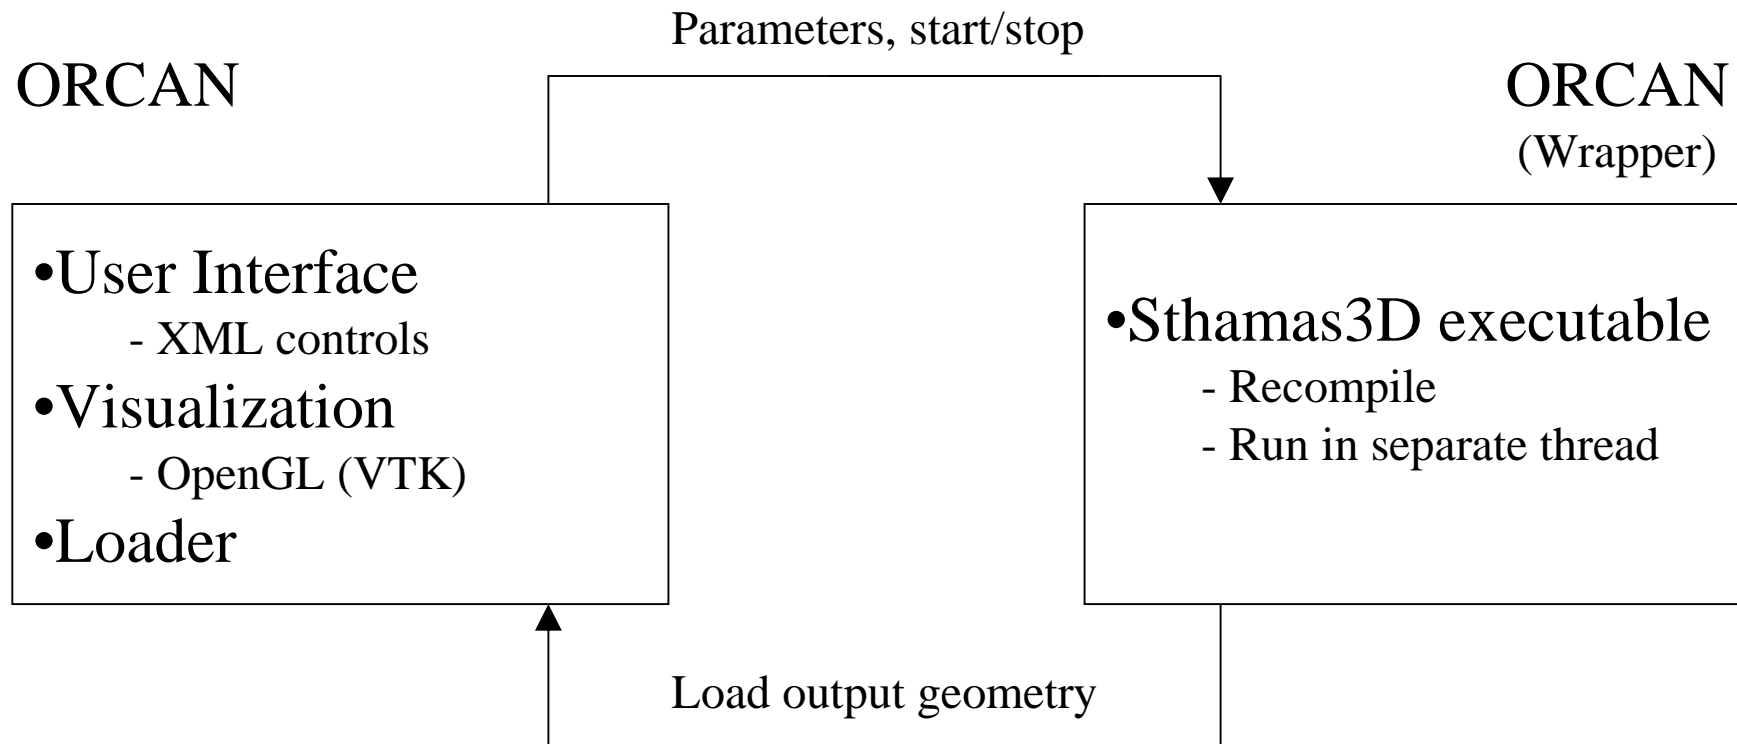 Parameters, start/stop
ORCAN
ORCAN
(Wrapper)
•User Interface
- XML controls
•Visualization
- OpenGL (VTK)
•Loader
•Sthamas3D executable
- Recompile
- Run in separate thread
Load output geometry